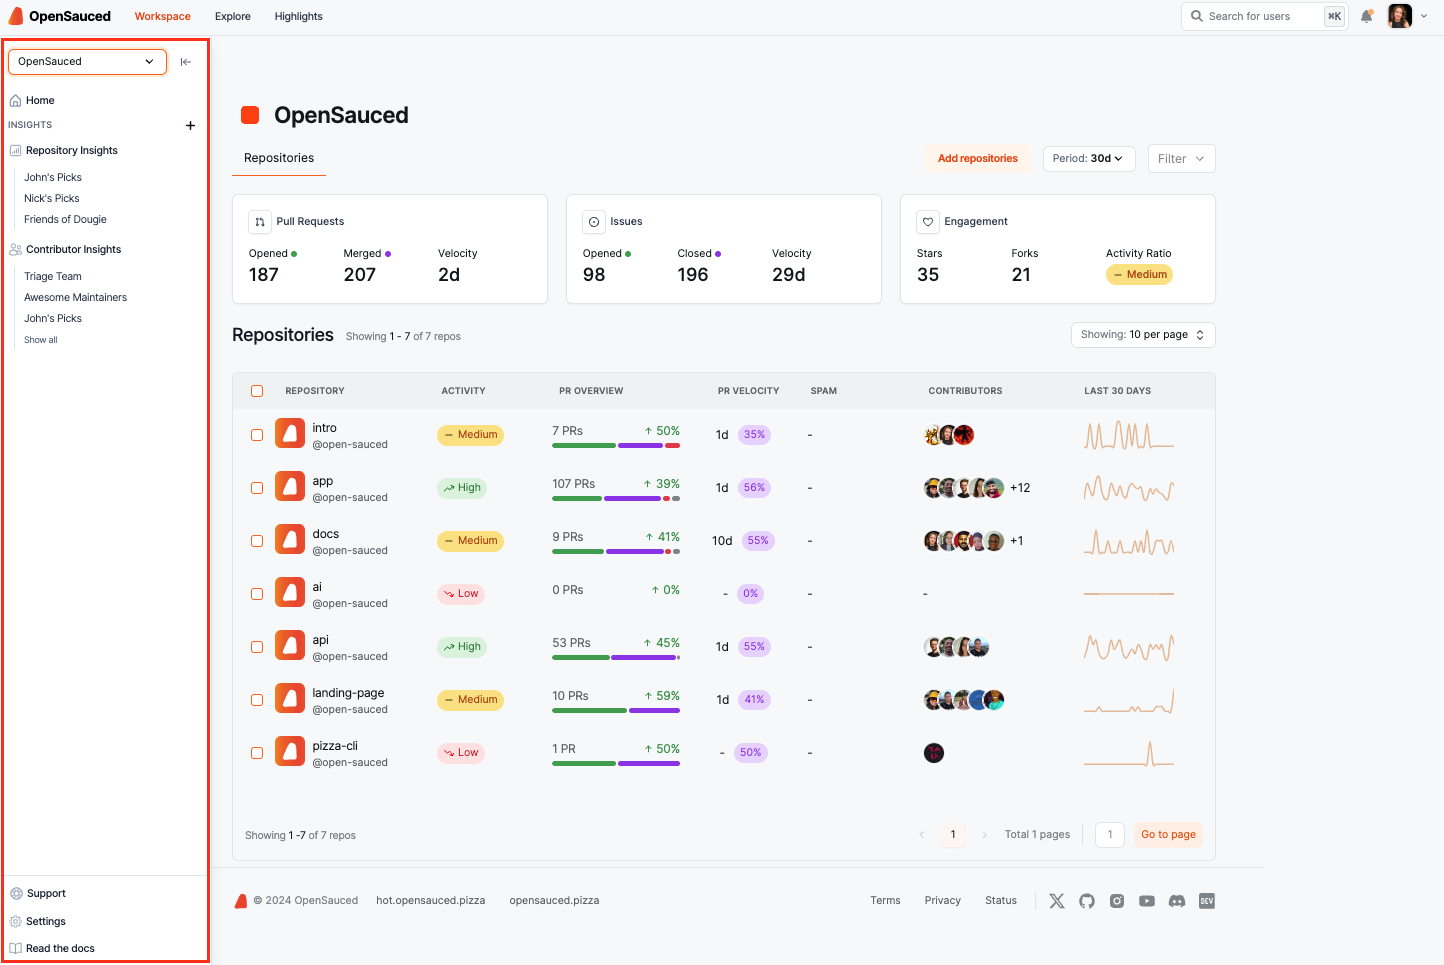 OpenSauced
Workspace
Explore
Highlights
Search for users
⌘K
OpenSauced
Home
INSIGHTS
Repository Insights
John's Picks
Nick's Picks
Friends of Dougie
Contributor Insights
Triage Team
Awesome Maintainers
John's Picks
Show all
Support
Settings
Read the docs
OpenSauced
Repositories
Add repositories
Period: 30d
Filter
Pull Requests
Opened Merged Velocity
187 207 2d
Issues
Opened Closed Velocity
98 196 29d
Engagement
Stars Forks Activity Ratio
35 21 Medium
Repositories Showing 1 - 7 of 7 repos
Showing: 10 per page
REPOSITORY ACTIVITY PR OVERVIEW PR VELOCITY SPAM CONTRIBUTORS LAST 30 DAYS
intro
@open-sauced
Medium
7 PRs ↑ 50%
1d 35% -
app
@open-sauced
High
107 PRs ↑ 39%
1d 56% - +12
docs
@open-sauced
Medium
9 PRs ↑ 41%
10d 55% - +1
ai
@open-sauced
Low
0 PRs ↑ 0%
- 0% - -
api
@open-sauced
High
53 PRs ↑ 45%
1d 55% -
landing-page
@open-sauced
Medium
10 PRs ↑ 59%
1d 41% -
pizza-cli
@open-sauced
Low
1 PR ↑ 50%
- 50% -
Showing 1 -7 of 7 repos
1
Total 1 pages
1
Go to page
© 2024 OpenSauced
hot.opensauced.pizza
opensauced.pizza
Terms
Privacy
Status
DEV